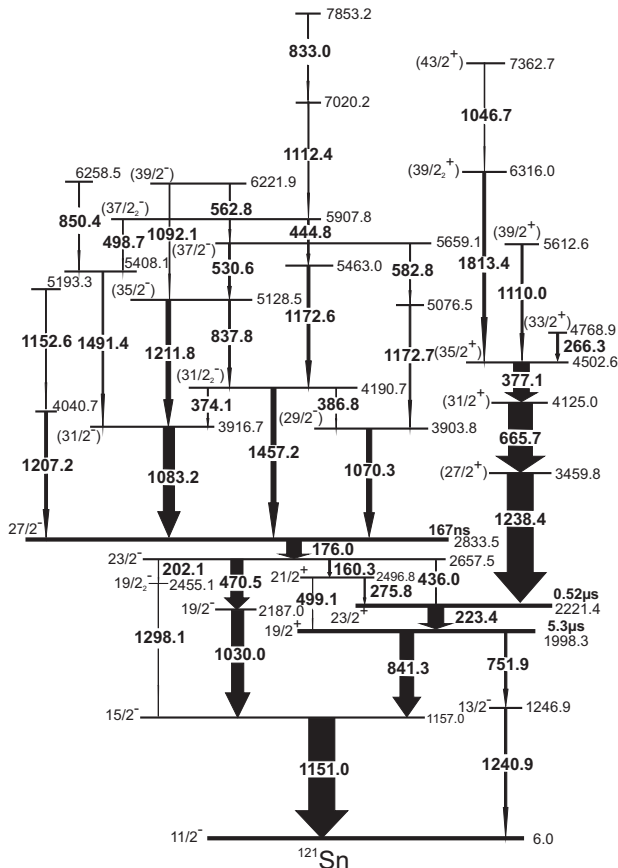 7853.2
833.0
(43/2+) 7362.7
7020.2
1046.7
1112.4
(39/2₂+) 6316.0
6258.5 (39/2-) 6221.9
(37/2₂-) 562.8 5907.8
850.4 498.7 1092.1 444.8 (39/2+)
(37/2-) 5659.1 5612.6
1813.4
5193.3 5408.1 530.6 5463.0 582.8 1110.0
(35/2-) 5128.5 5076.5 (33/2+) 4768.9
1152.6 1491.4 1211.8 837.8 1172.6 1172.7 (35/2+) 266.3
4502.6
(31/2₂-) 4190.7 377.1
4040.7 374.1 386.8 (31/2+) 4125.0
(31/2-) 3916.7 (29/2-) 3903.8
665.7
1207.2 1083.2 1457.2 1070.3 (27/2+) 3459.8
1238.4
27/2- 167ns
2833.5
176.0
23/2- 2657.5
202.1 160.3
19/2₂- 2455.1 470.5 21/2+ 2496.8 436.0
275.8 0.52µs
19/2- 2187.0 499.1 23/2+ 2221.4
223.4 5.3µs
19/2+ 1998.3
1298.1 1030.0 841.3 751.9
13/2- 1246.9
15/2- 1157.0
1151.0 1240.9
11/2- 6.0
121Sn